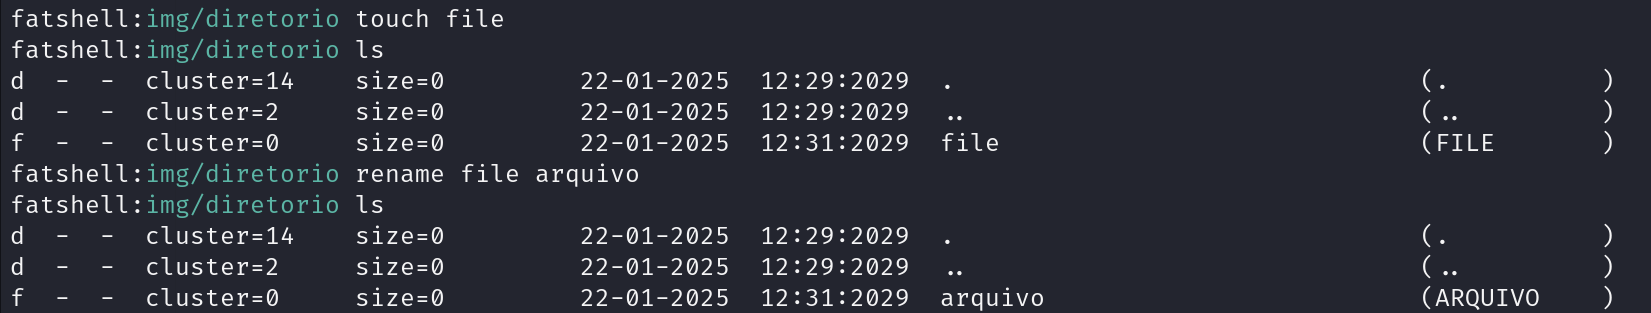 fatshell:img/diretorio touch file
fatshell:img/diretorio ls
d  -  -  cluster=14    size=0         22-01-2025  12:29:2029  .                               (.          )
d  -  -  cluster=2     size=0         22-01-2025  12:29:2029  ..                              (..         )
f  -  -  cluster=0     size=0         22-01-2025  12:31:2029  file                            (FILE       )
fatshell:img/diretorio rename file arquivo
fatshell:img/diretorio ls
d  -  -  cluster=14    size=0         22-01-2025  12:29:2029  .                               (.          )
d  -  -  cluster=2     size=0         22-01-2025  12:29:2029  ..                              (..         )
f  -  -  cluster=0     size=0         22-01-2025  12:31:2029  arquivo                         (ARQUIVO    )